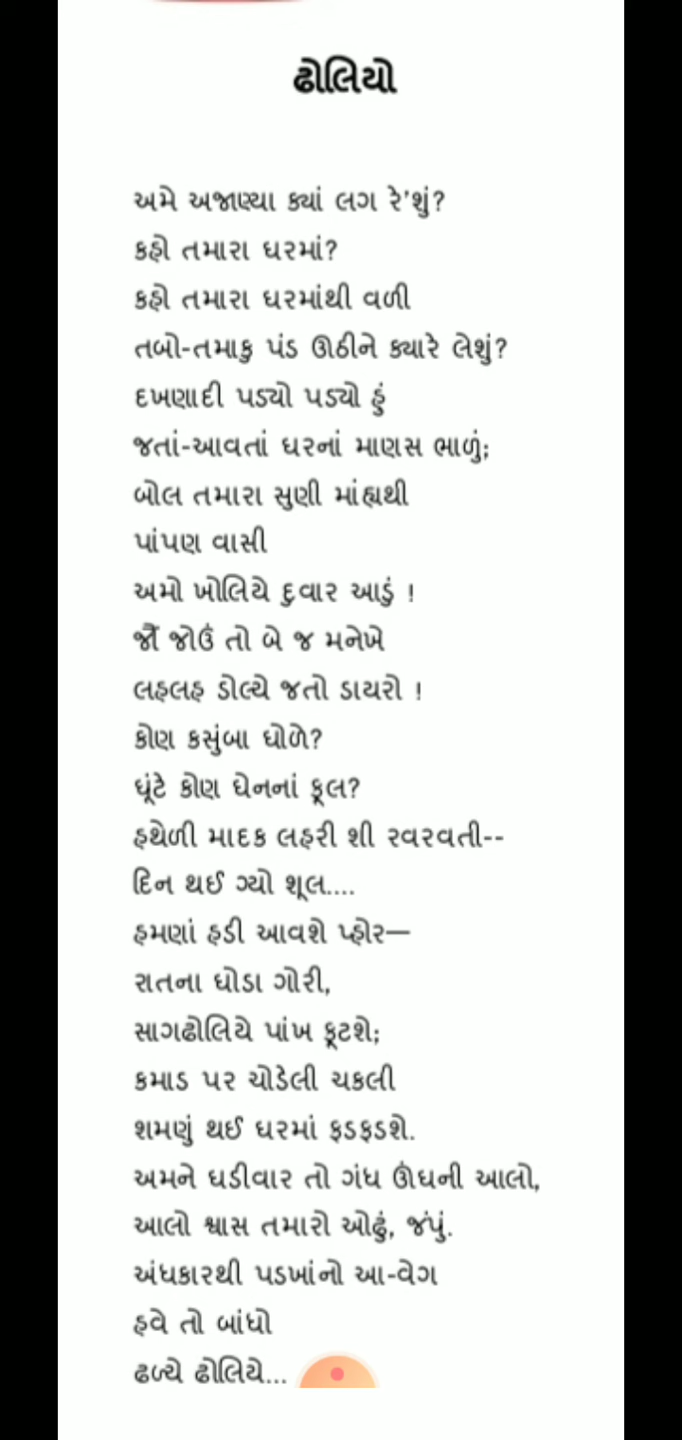 ઢોલિયો
અમે અજાણ્યા ક્યાં લગ રે'શું?
કહો તમારા ઘરમાં?
કહો તમારા ઘરમાંથી વળી
તબો-તમાકુ પંડ ઊઠીને ક્યારે લેશું?
દખણાદી પડ્યો પડ્યો હું
જતાં-આવતાં ઘરનાં માણસ ભાળું;
બોલ તમારા સુણી માંહ્યથી
પાંપણ વાસી
અમો ખોલિયે દુવાર આડું !
જૌં જોઉં તો બે જ મનેખે
લહલહ ડોલ્યે જતો ડાયરો !
કોણ કસુંબા ઘોળે?
ઘૂંટે કોણ ઘેનનાં ફૂલ?
હથેળી માદક લહરી શી રવરવતી--
દિન થઈ ગ્યો શૂલ....
હમણાં હડી આવશે પ્હોર—
રાતના ઘોડા ગોરી,
સાગઢોલિયે પાંખ ફૂટશે;
કમાડ પર ચોડેલી ચકલી
શમણું થઈ ઘરમાં ફડફડશે.
અમને ઘડીવાર તો ગંધ ઊંઘની આલો,
આલો શ્વાસ તમારો ઓઢું, જંપું.
અંધકારથી પડખાંનો આ-વેગ
હવે તો બાંધો
ઢળ્યે ઢોલિયે...